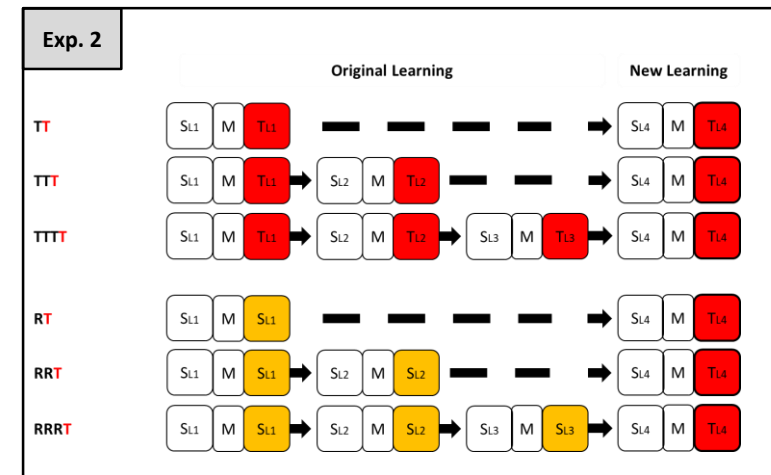 Exp. 2
Original Learning New Learning
TT SL1 M TL1 SL4 M TL4
TTT SL1 M TL1 SL2 M TL2 SL4 M TL4
TTTT SL1 M TL1 SL2 M TL2 SL3 M TL3 SL4 M TL4
RT SL1 M SL1 SL4 M TL4
RRT SL1 M SL1 SL2 M SL2 SL4 M TL4
RRRT SL1 M SL1 SL2 M SL2 SL3 M SL3 SL4 M TL4